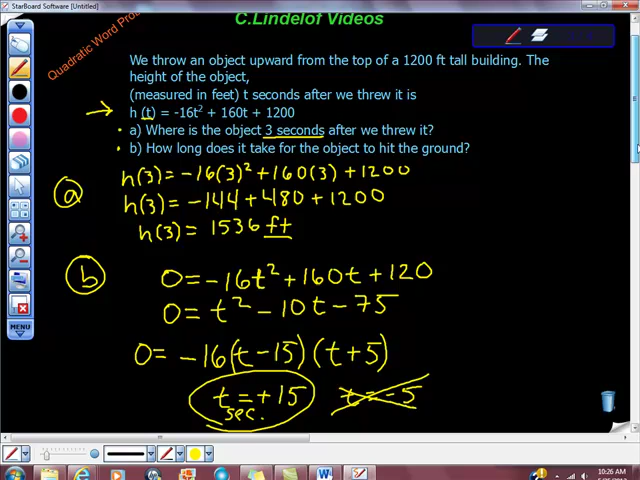 StarBoard Software (Untitled)
C.Lindelof Videos
Quadratic Word Pro
We throw an object upward from the top of a 1200 ft tall building. The
height of the object,
(measured in feet) t seconds after we threw it is
→ h (t) = -16t² + 160t + 1200
• a) Where is the object 3 seconds after we threw it?
• b) How long does it take for the object to hit the ground?
a h(3) = -16(3)² + 160(3) + 1200
h(3) = -144 + 480 + 1200
h(3) = 1536 ft
b 0 = -16t² + 160t + 120
0 = t² - 10t - 75
0 = -16(t - 15)(t + 5)
t = +15 t = -5
sec.
MENU
10:26 AM